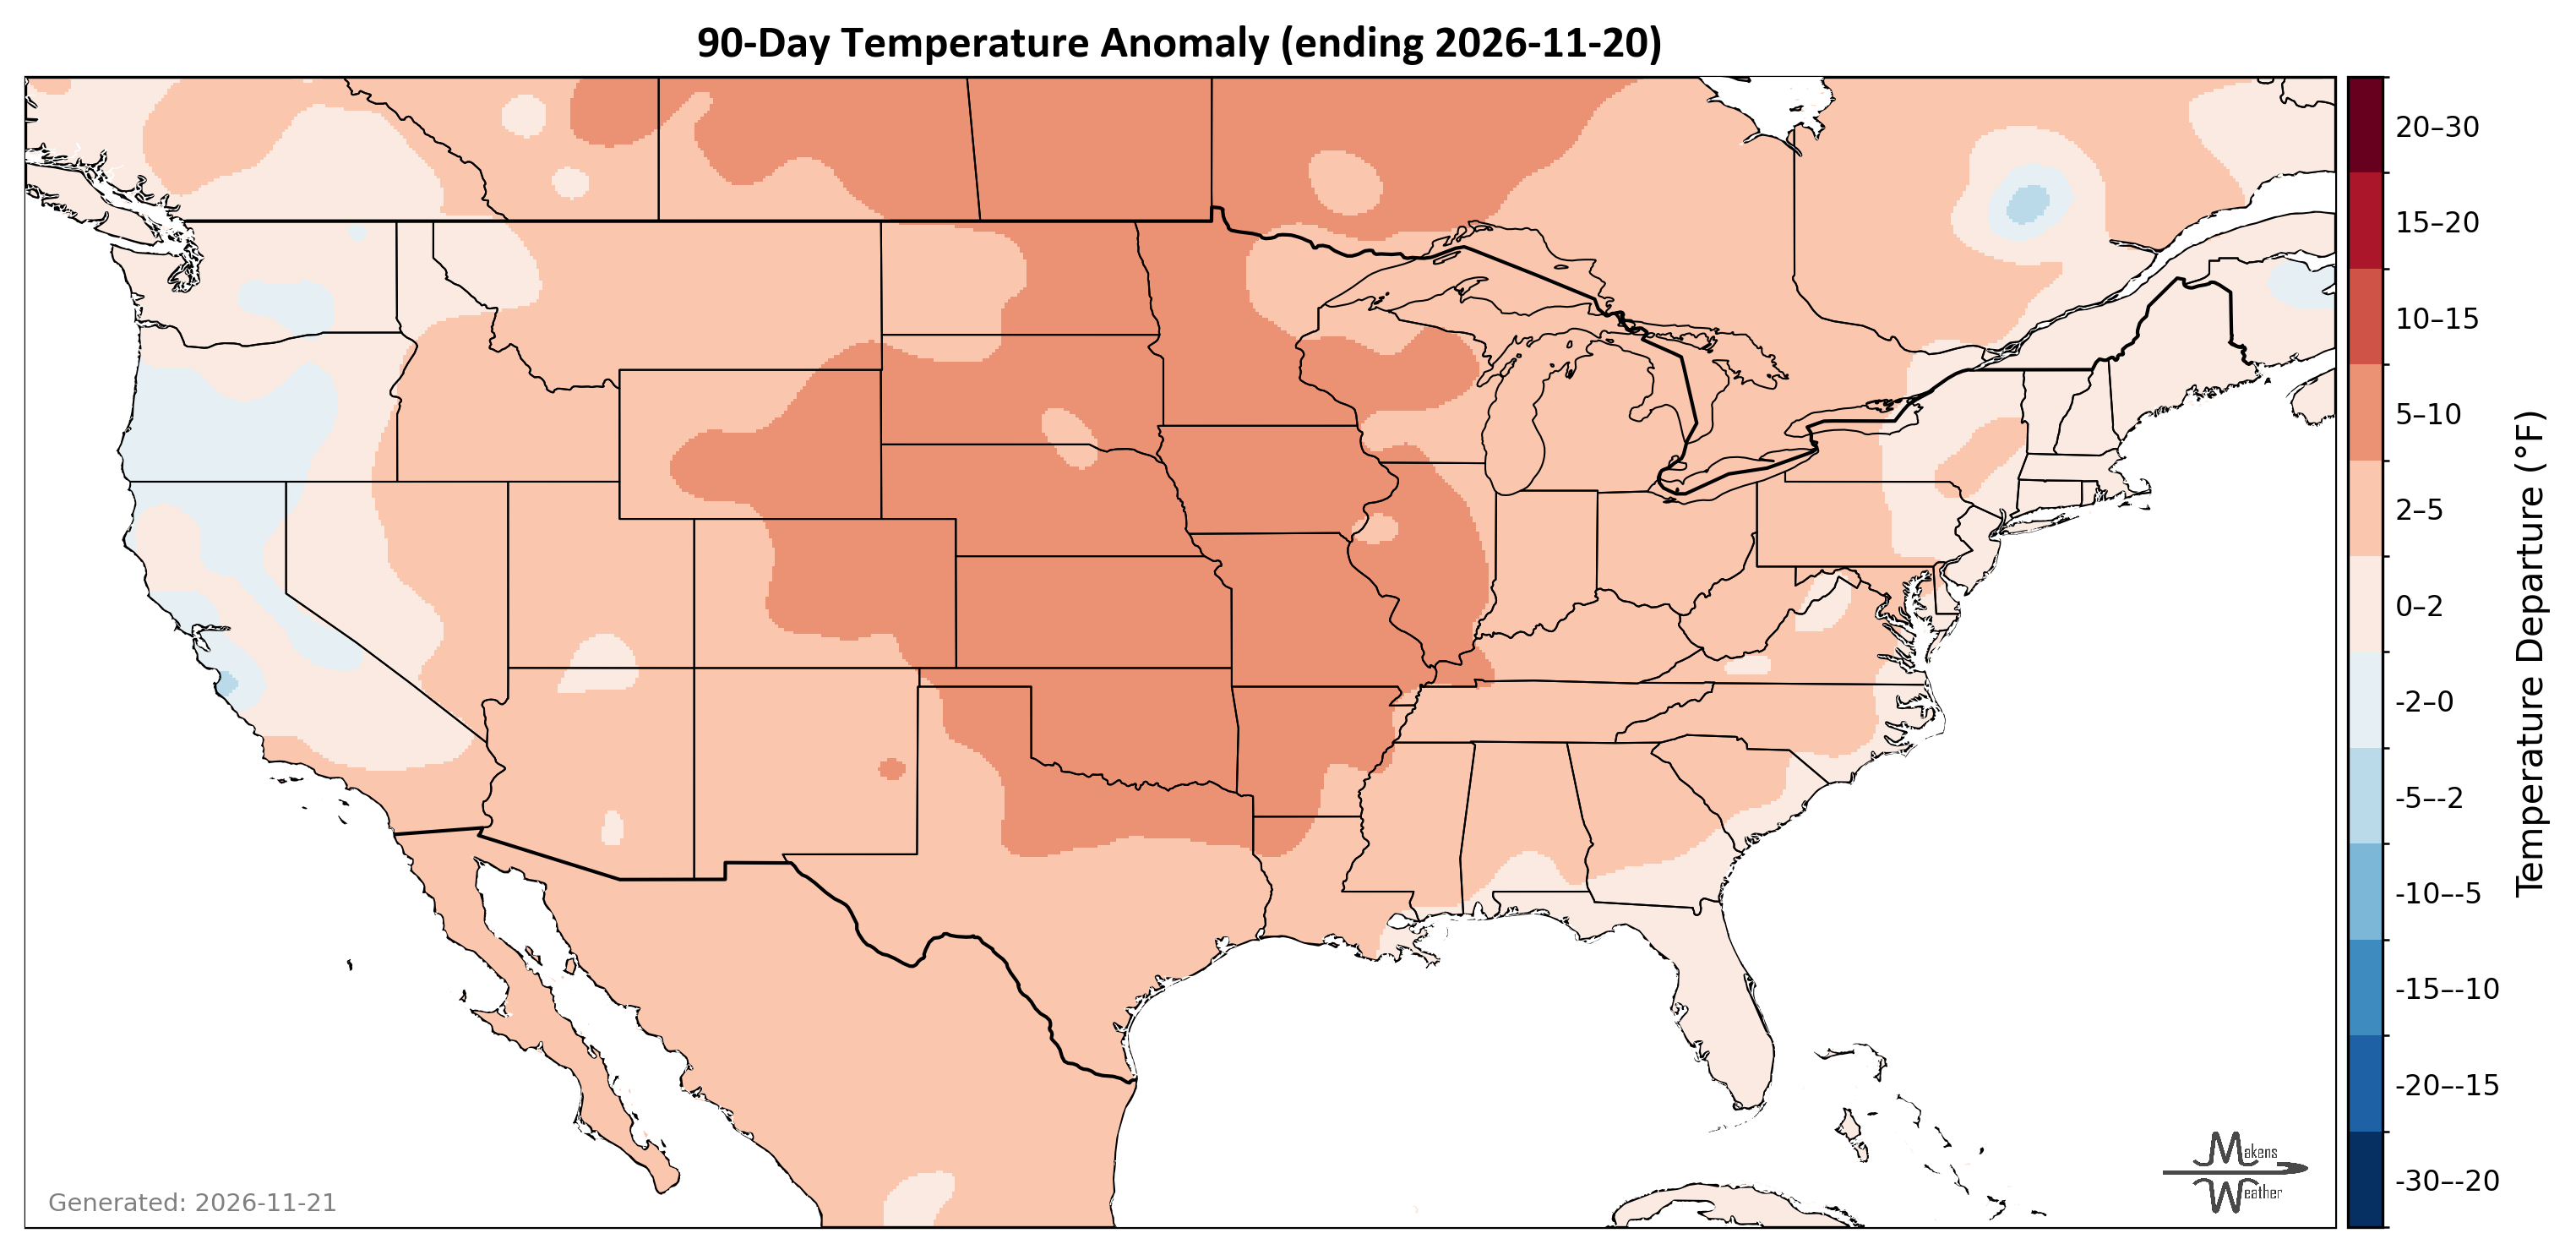 90-Day Temperature Anomaly (ending 2026-11-20)
20–30
15–20
10–15
5–10
2–5
0–2
-2–0
-5–-2
-10–-5
-15–-10
-20–-15
-30–-20
Temperature Departure (°F)
Makens
Weather
Generated: 2026-11-21